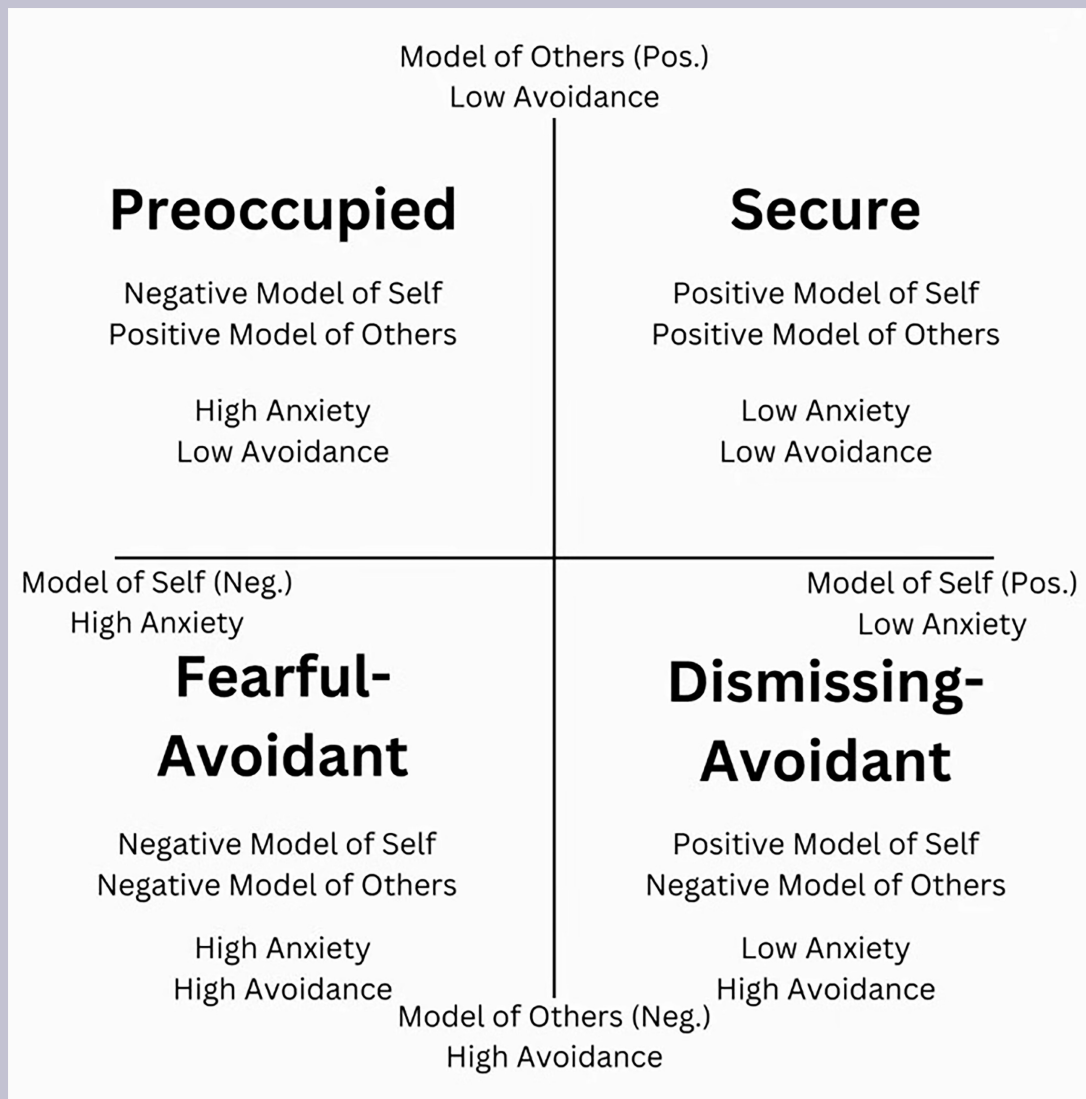 Model of Others (Pos.)
Low Avoidance
Preoccupied
Negative Model of Self
Positive Model of Others
High Anxiety
Low Avoidance
Secure
Positive Model of Self
Positive Model of Others
Low Anxiety
Low Avoidance
Model of Self (Neg.)
High Anxiety
Model of Self (Pos.)
Low Anxiety
Fearful-
Avoidant
Negative Model of Self
Negative Model of Others
High Anxiety
High Avoidance
Dismissing-
Avoidant
Positive Model of Self
Negative Model of Others
Low Anxiety
High Avoidance
Model of Others (Neg.)
High Avoidance